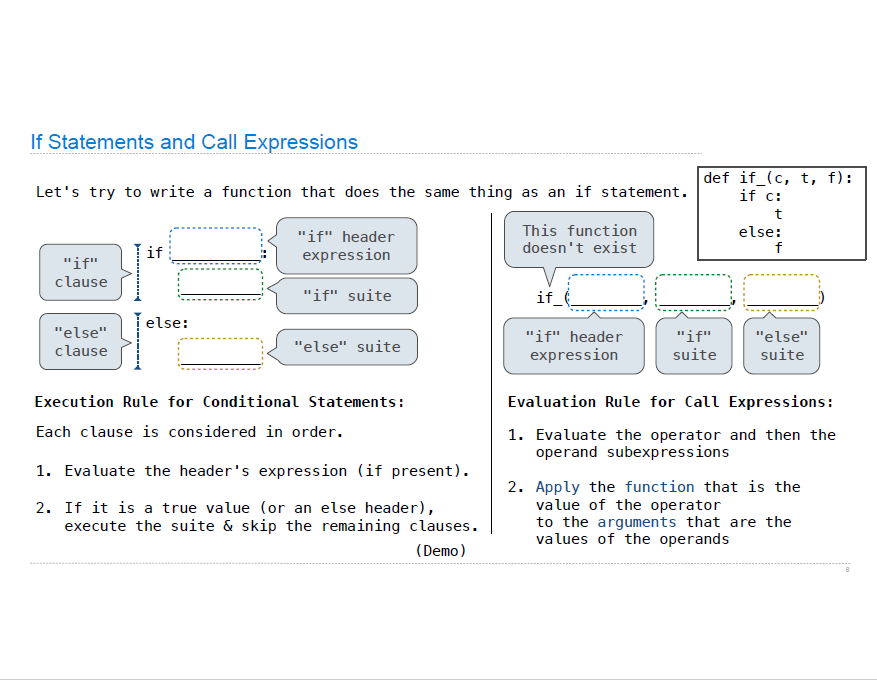 If Statements and Call Expressions
Let's try to write a function that does the same thing as an if statement.
def if_(c, t, f):
    if c:
        t
    else:
        f
"if"
clause
if __________:
"if" header
expression
__________
"if" suite
"else"
clause
else:
__________
"else" suite
This function
doesn't exist
if_(________, ________, ________)
"if" header
expression
"if"
suite
"else"
suite
Execution Rule for Conditional Statements:
Each clause is considered in order.
1. Evaluate the header's expression (if present).
2. If it is a true value (or an else header),
execute the suite & skip the remaining clauses.
(Demo)
Evaluation Rule for Call Expressions:
1. Evaluate the operator and then the
operand subexpressions
2. Apply the function that is the
value of the operator
to the arguments that are the
values of the operands
8